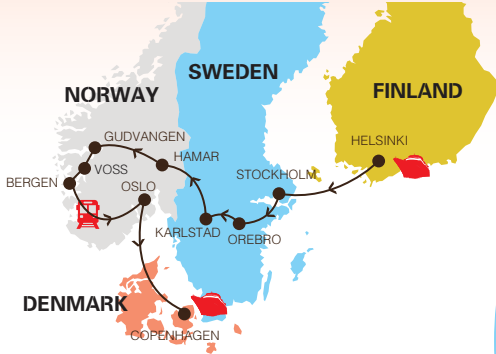 SWEDEN
NORWAY
FINLAND
GUDVANGEN
HELSINKI
HAMAR
VOSS
STOCKHOLM
BERGEN
OSLO
KARLSTAD
OREBRO
DENMARK
COPENHAGEN